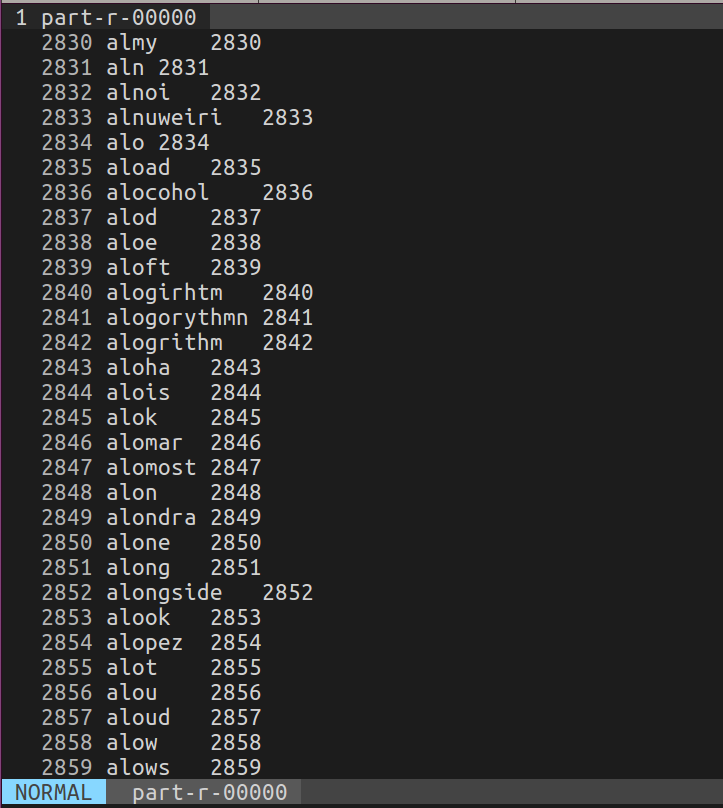 1 part-r-00000
2830 almy 2830
2831 aln 2831
2832 alnoi 2832
2833 alnuweiri 2833
2834 alo 2834
2835 aload 2835
2836 alocohol 2836
2837 alod 2837
2838 aloe 2838
2839 aloft 2839
2840 alogirhtm 2840
2841 alogorythmn 2841
2842 alogrithm 2842
2843 aloha 2843
2844 alois 2844
2845 alok 2845
2846 alomar 2846
2847 alomost 2847
2848 alon 2848
2849 alondra 2849
2850 alone 2850
2851 along 2851
2852 alongside 2852
2853 alook 2853
2854 alopez 2854
2855 alot 2855
2856 alou 2856
2857 aloud 2857
2858 alow 2858
2859 alows 2859
NORMAL part-r-00000